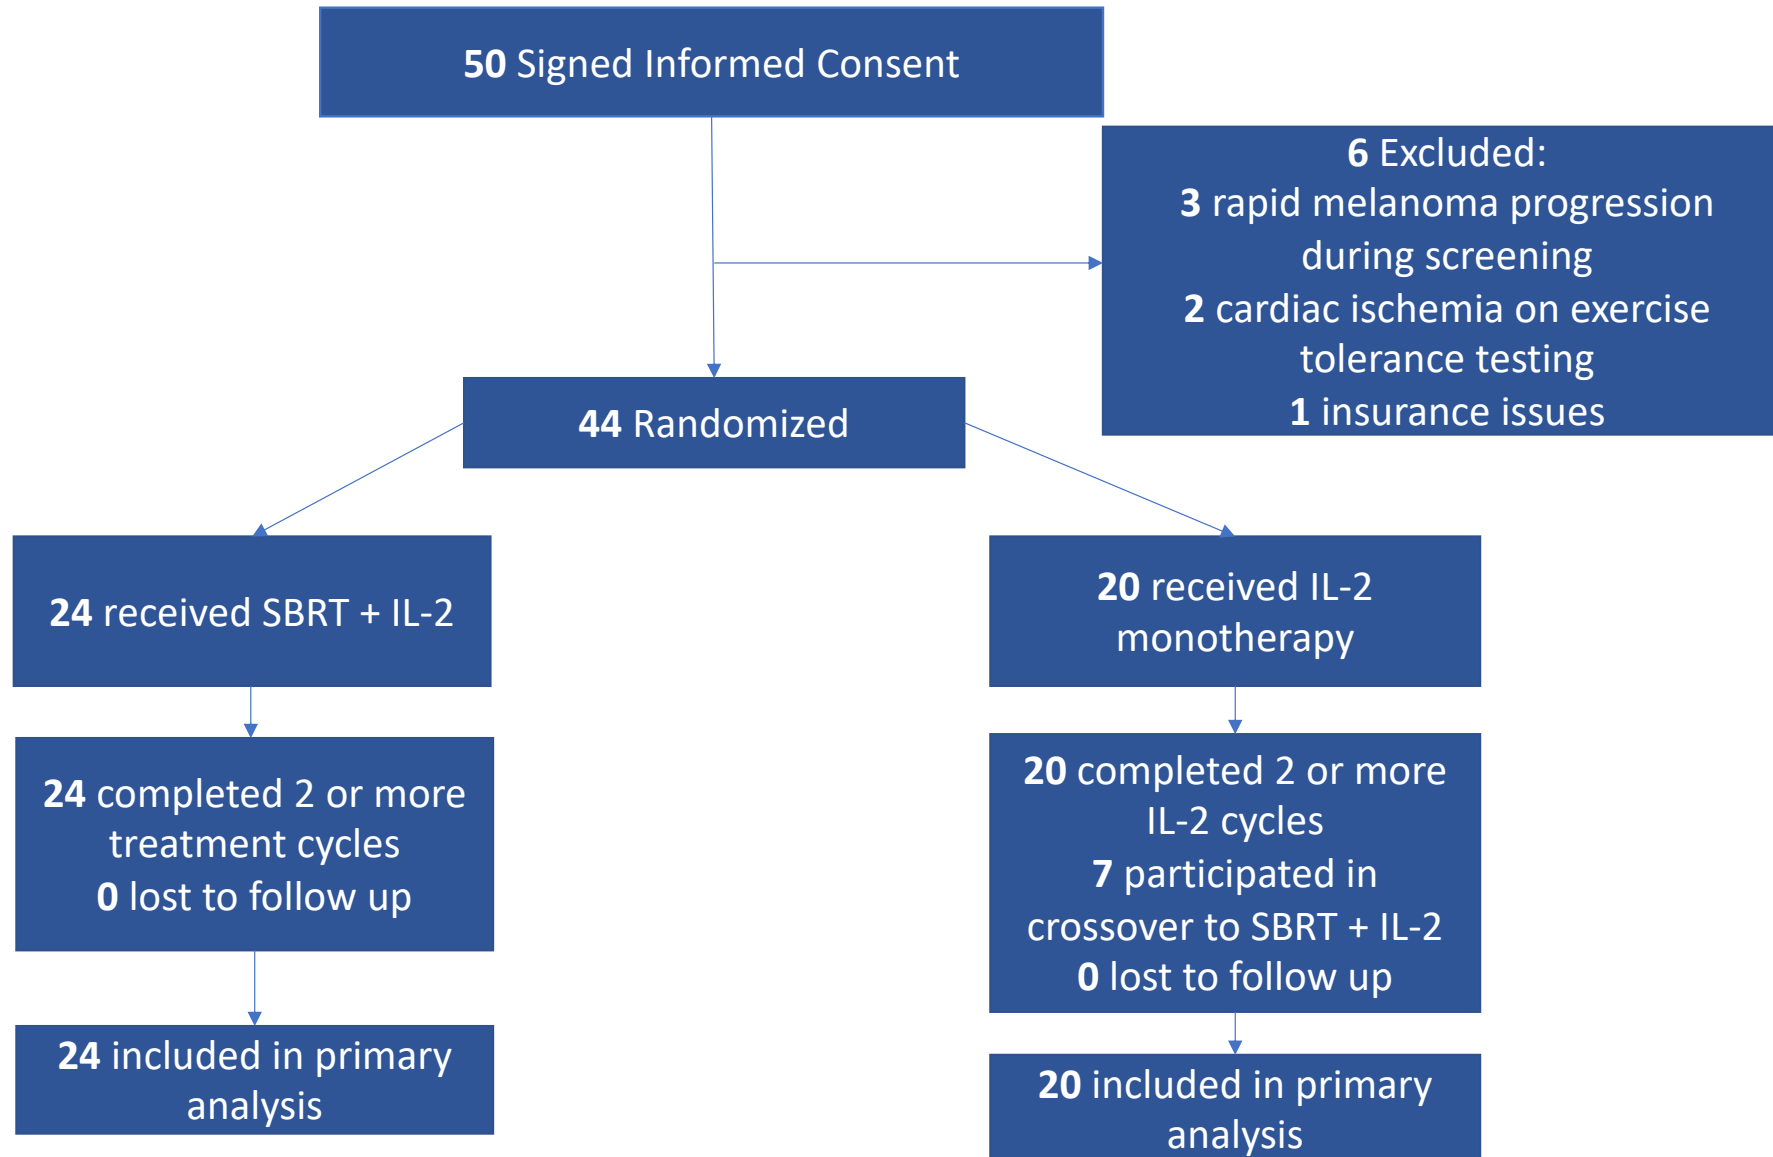 50 Signed Informed Consent
6 Excluded:
3 rapid melanoma progression
during screening
2 cardiac ischemia on exercise
tolerance testing
1 insurance issues
44 Randomized
24 received SBRT + IL-2
20 received IL-2
monotherapy
24 completed 2 or more
treatment cycles
0 lost to follow up
20 completed 2 or more
IL-2 cycles
7 participated in
crossover to SBRT + IL-2
0 lost to follow up
24 included in primary
analysis
20 included in primary
analysis